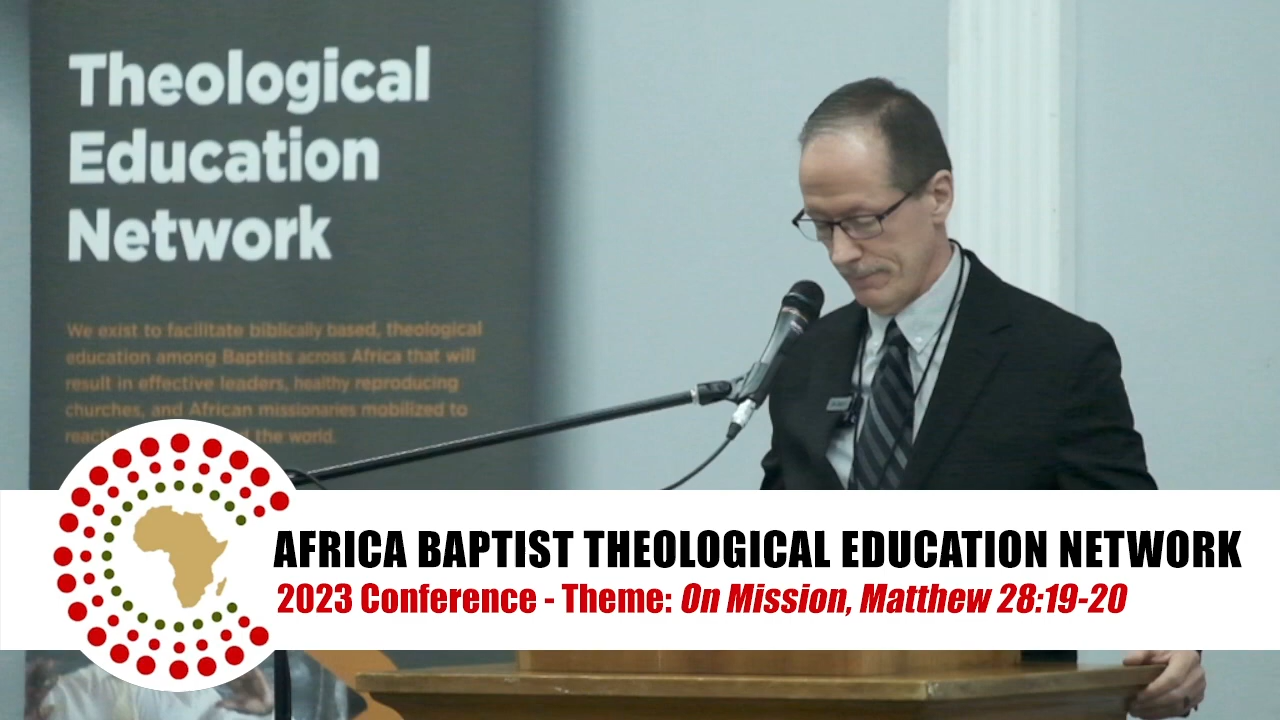 Theological
Education
Network
We exist to facilitate biblically based, theological
education among Baptists across Africa that will
result in effective leaders, healthy reproducing
churches, and African missionaries mobilized to
reach the world.
AFRICA BAPTIST THEOLOGICAL EDUCATION NETWORK
2023 Conference - Theme: On Mission, Matthew 28:19-20